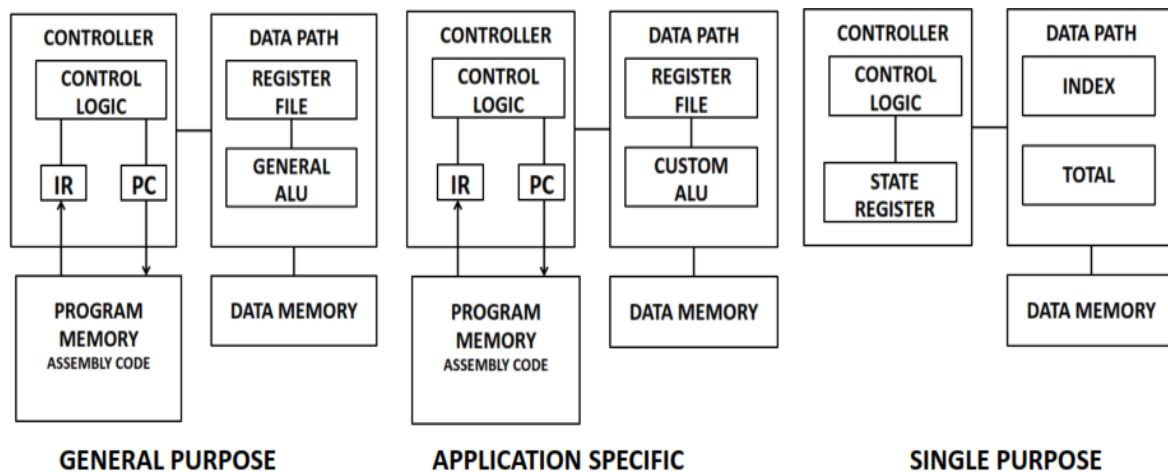 CONTROLLER
CONTROL
LOGIC
IR
PC
PROGRAM
MEMORY
ASSEMBLY CODE
DATA PATH
REGISTER
FILE
GENERAL
ALU
DATA MEMORY
GENERAL PURPOSE
CONTROLLER
CONTROL
LOGIC
IR
PC
PROGRAM
MEMORY
ASSEMBLY CODE
DATA PATH
REGISTER
FILE
CUSTOM
ALU
DATA MEMORY
APPLICATION SPECIFIC
CONTROLLER
CONTROL
LOGIC
STATE
REGISTER
DATA PATH
INDEX
TOTAL
DATA MEMORY
SINGLE PURPOSE